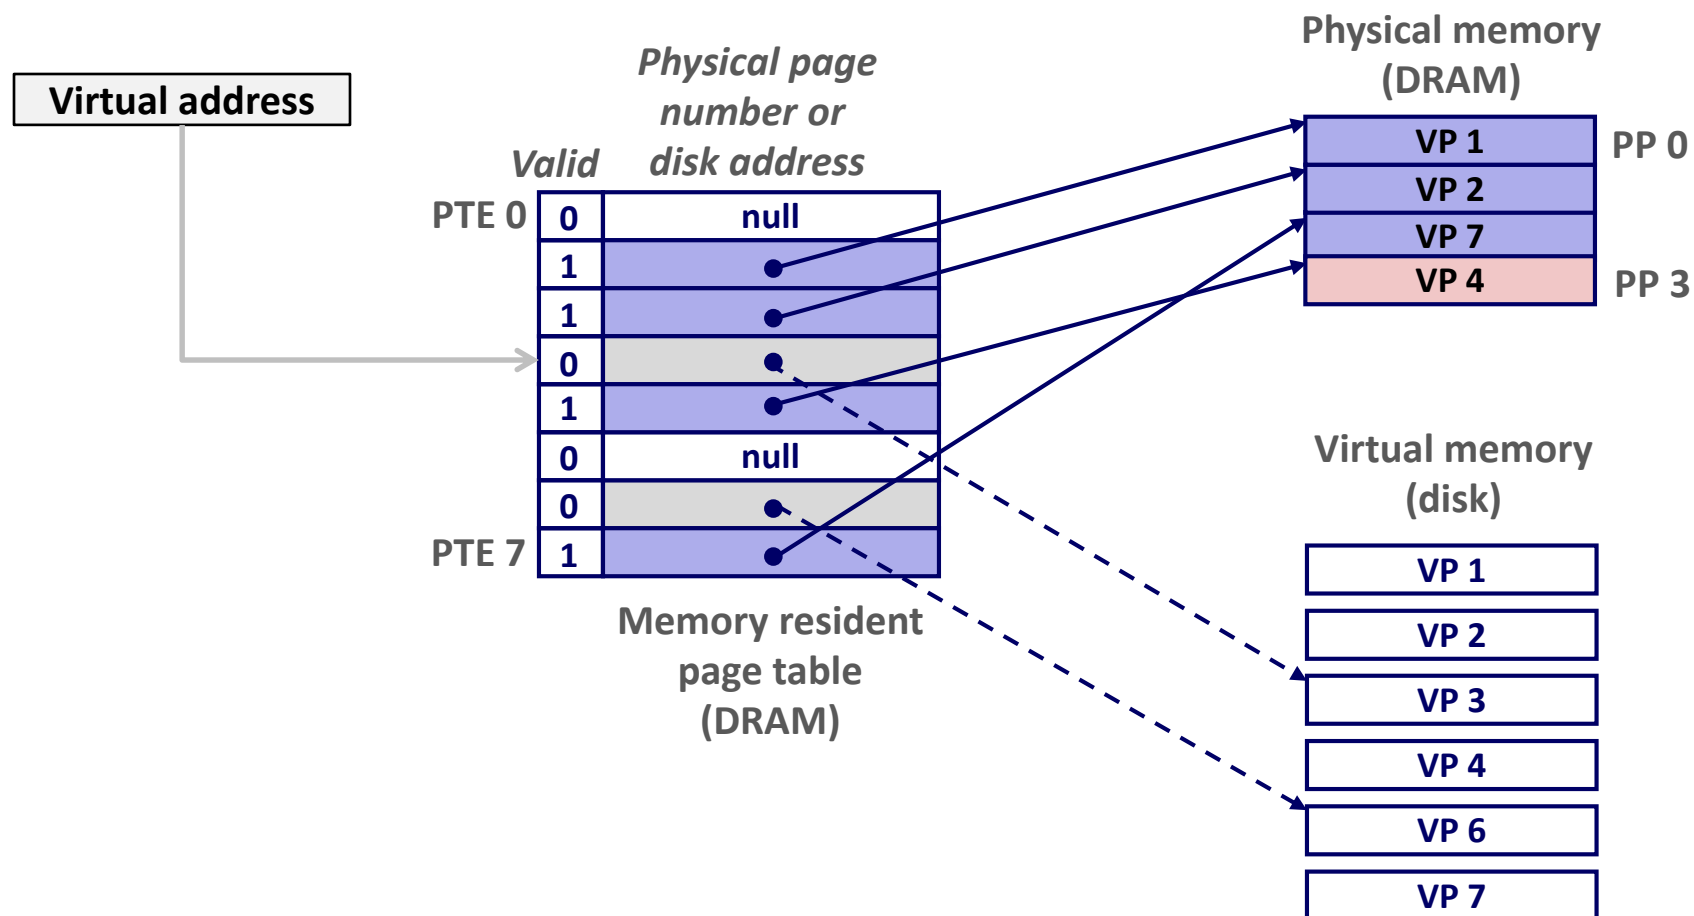 Virtual address
Physical page
number or
disk address
Valid
PTE 0
0
null
1
1
0
1
0
null
0
PTE 7
1
Memory resident
page table
(DRAM)
Physical memory
(DRAM)
VP 1
PP 0
VP 2
VP 7
VP 4
PP 3
Virtual memory
(disk)
VP 1
VP 2
VP 3
VP 4
VP 6
VP 7